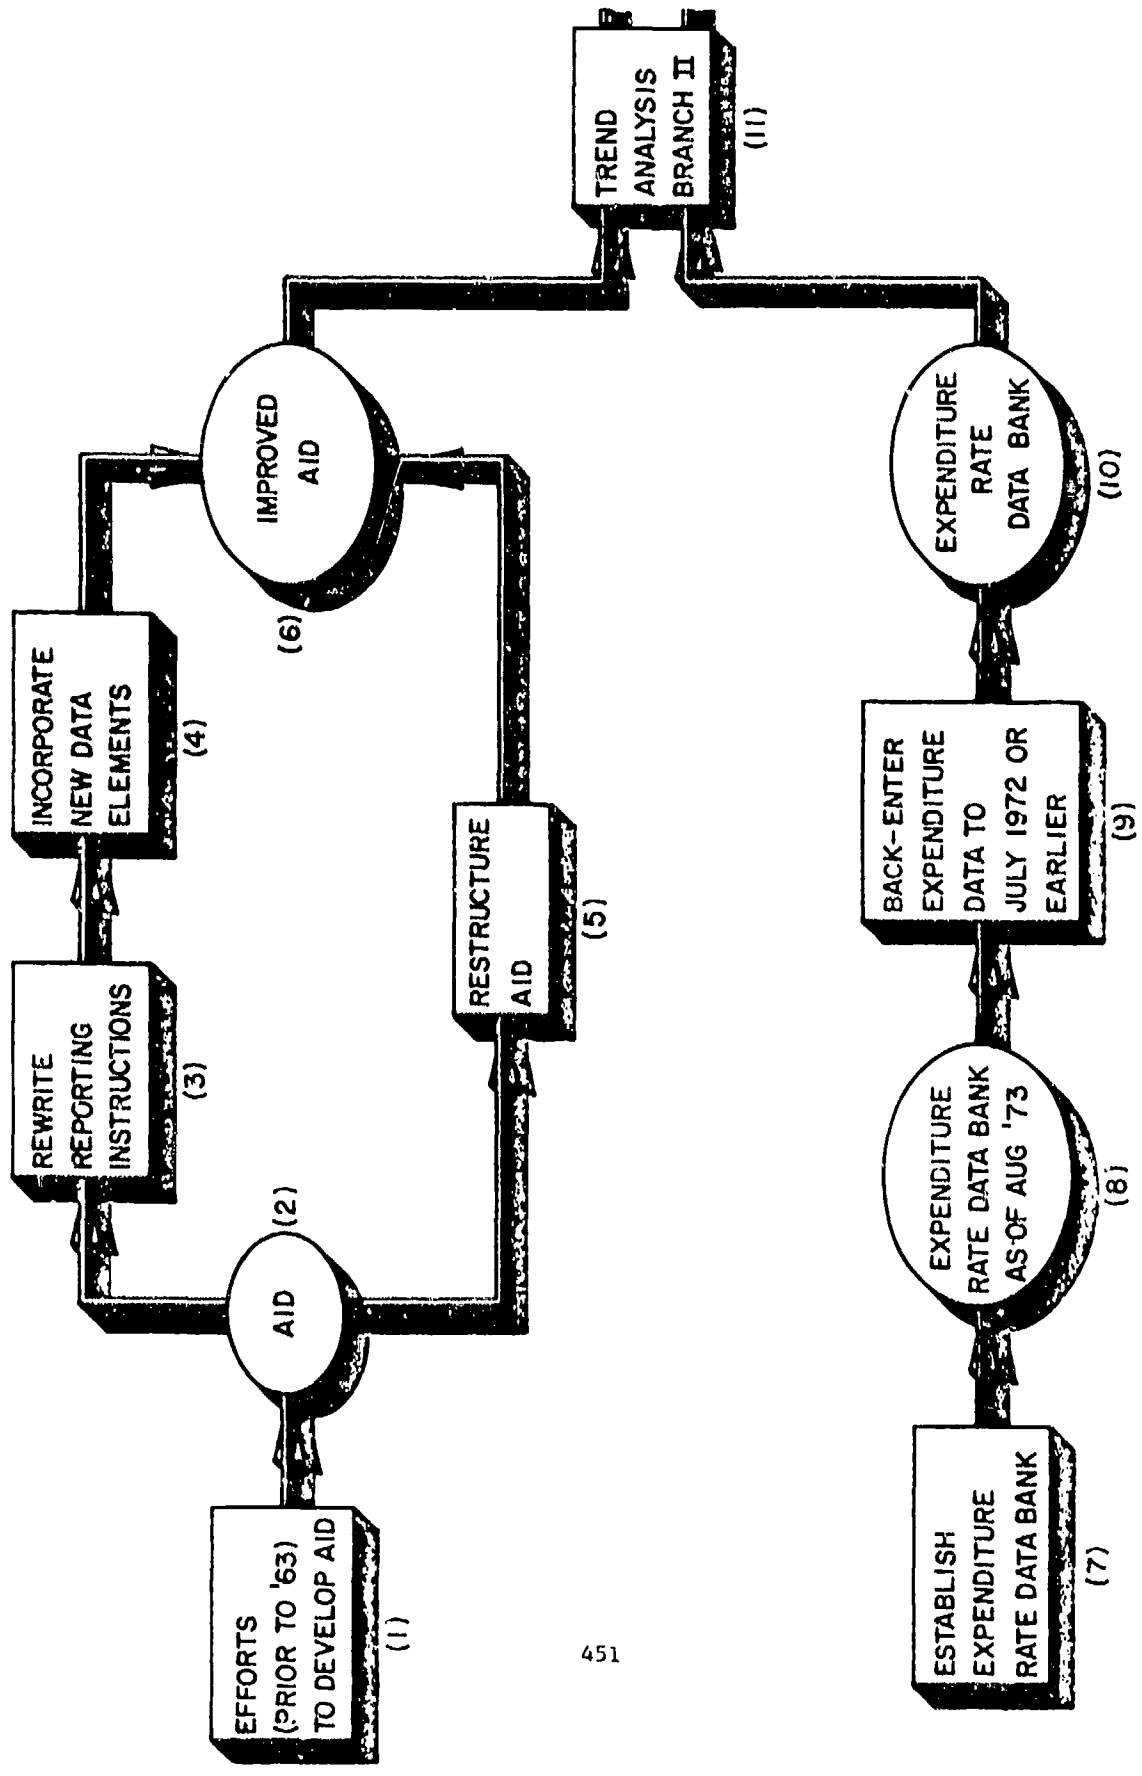 EFFORTS
(PRIOR TO '63)
TO DEVELOP AID
(1)
AID
(2)
REWRITE
REPORTING
INSTRUCTIONS
(3)
INCORPORATE
NEW DATA
ELEMENTS
(4)
RESTRUCTURE
AID
(5)
IMPROVED
AID
(6)
ESTABLISH
EXPENDITURE
RATE DATA BANK
(7)
EXPENDITURE
RATE DATA BANK
AS OF AUG '73
(8)
BACK-ENTER
EXPENDITURE
DATA TO
JULY 1972 OR
EARLIER
(9)
EXPENDITURE
RATE
DATA BANK
(10)
TREND
ANALYSIS
BRANCH II
(11)
451